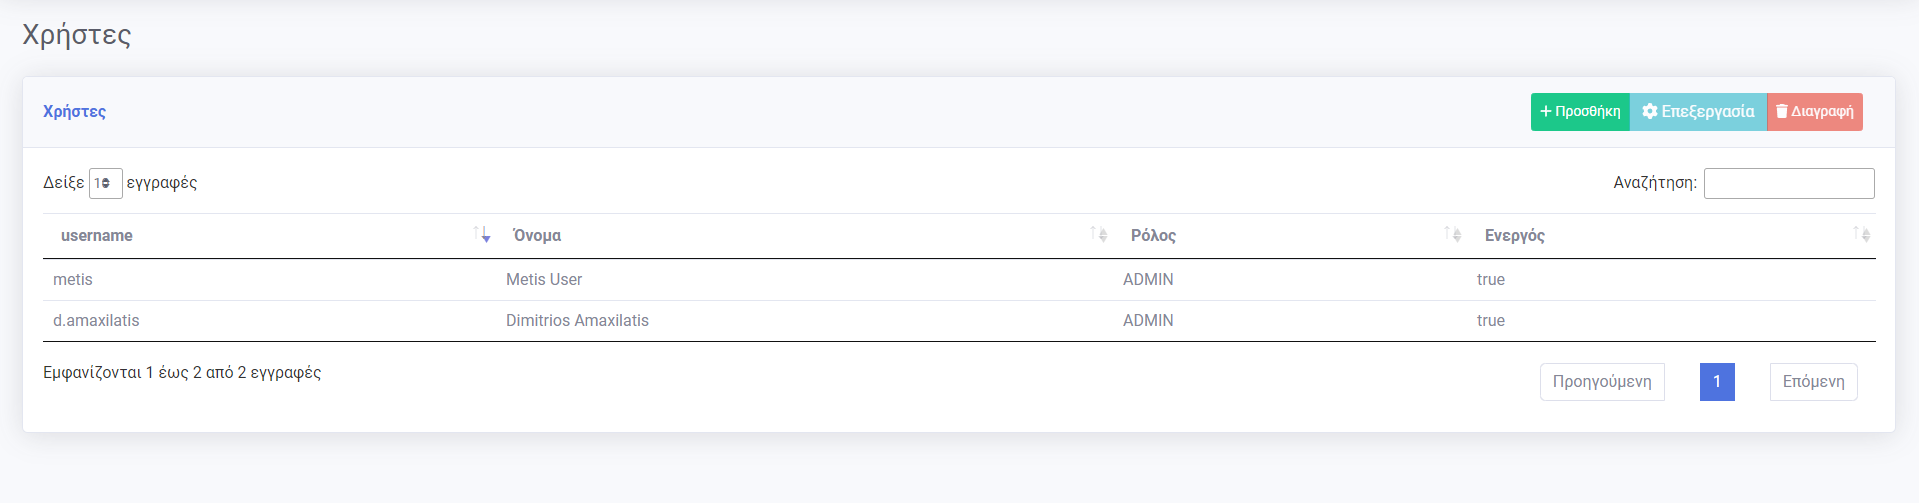 Χρήστες
Χρήστες
Προσθήκη Επεξεργασία Διαγραφή
Δείξε εγγραφές Αναζήτηση:
username Όνομα Ρόλος Ενεργός
metis Metis User ADMIN true
d.amaxilatis Dimitrios Amaxilatis ADMIN true
Εμφανίζονται 1 έως 2 από 2 εγγραφές
Προηγούμενη 1 Επόμενη